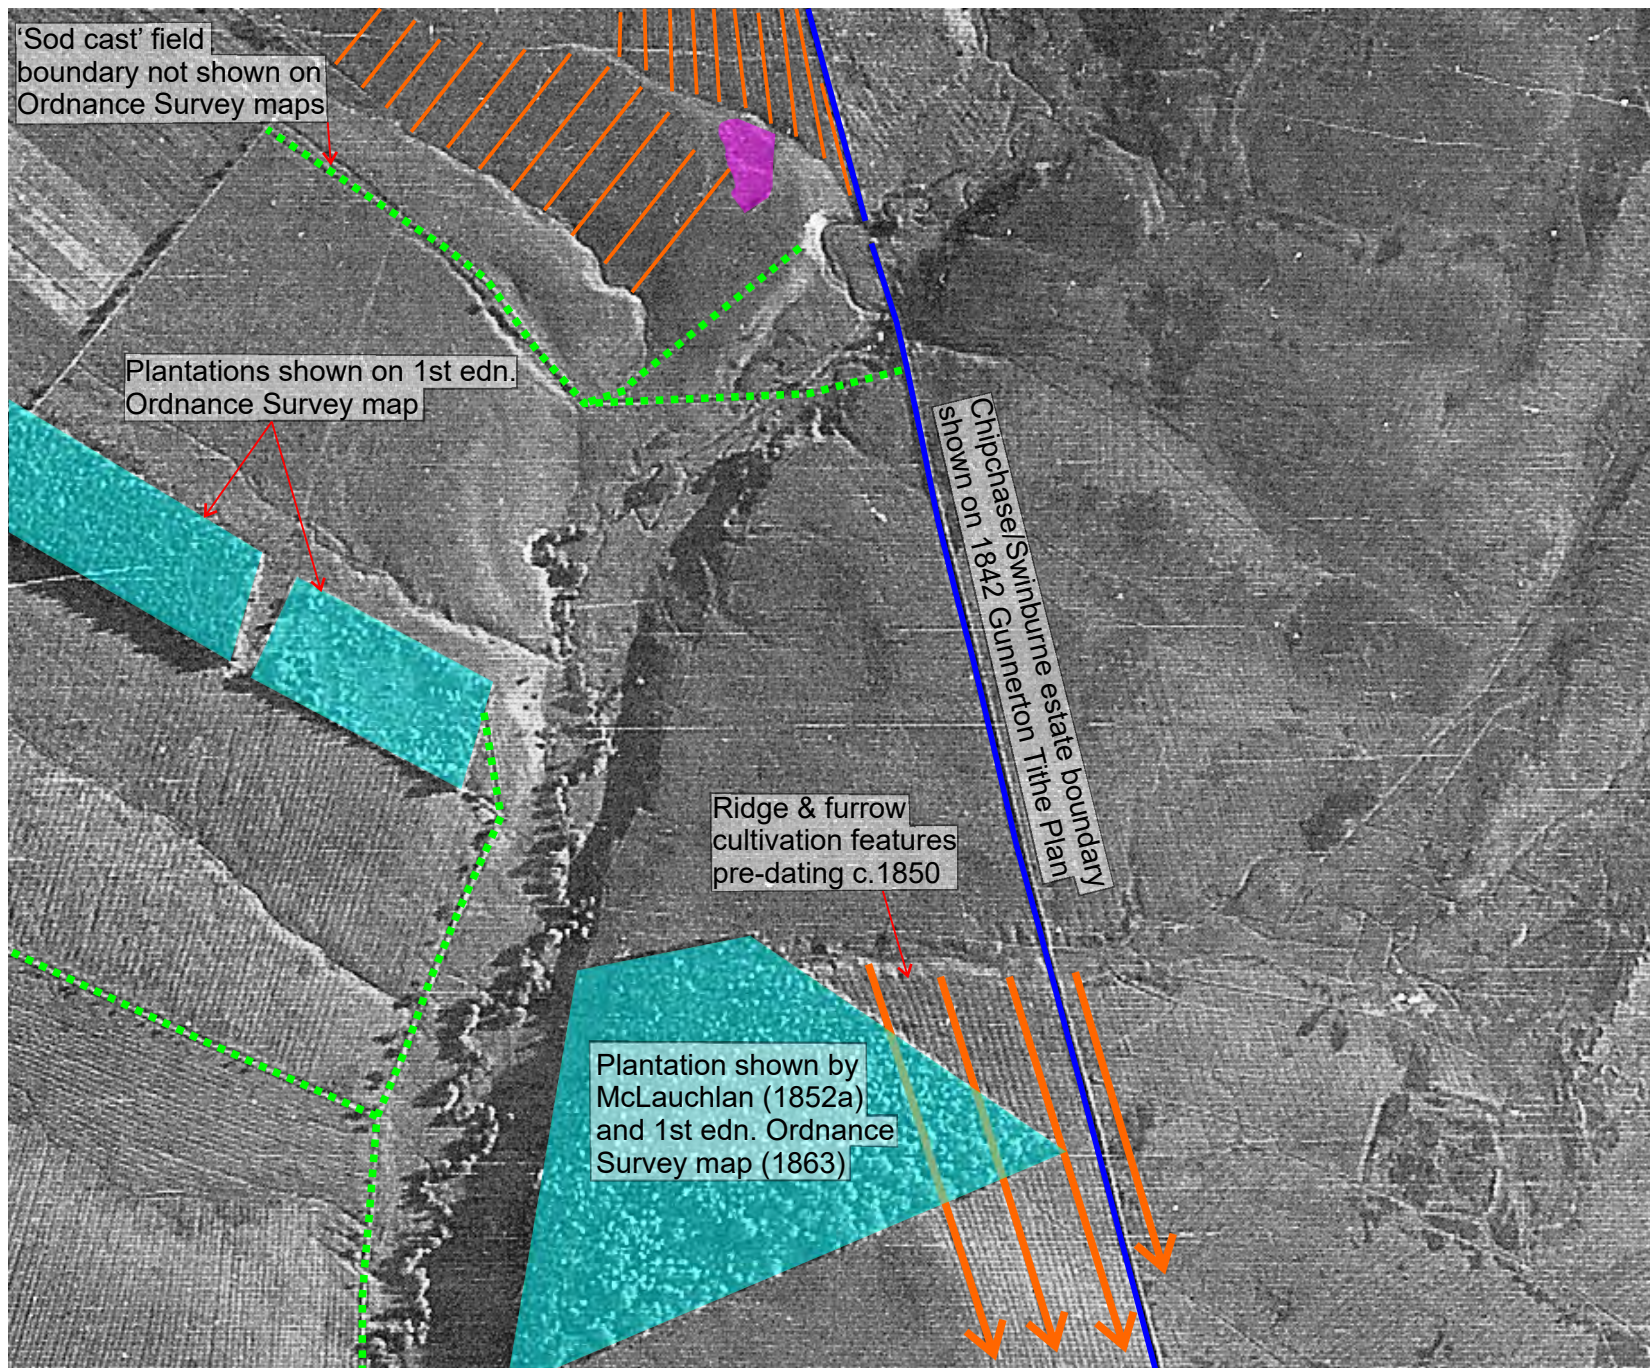 ‘Sod cast’ field
boundary not shown on
Ordnance Survey maps
Plantations shown on 1st edn.
Ordnance Survey map
Chipchase/Swinburne estate boundary
shown on 1842 Gunnerton Tithe Plan
Ridge & furrow
cultivation features
pre-dating c.1850
Plantation shown by
McLauchlan (1852a)
and 1st edn. Ordnance
Survey map (1863)